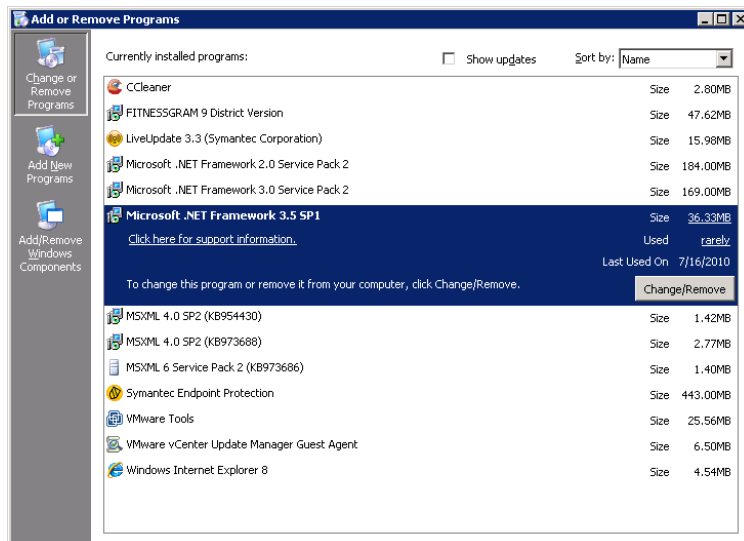 Add or Remove Programs
Change or
Remove
Programs
Add New
Programs
Add/Remove
Windows
Components
Currently installed programs:
Show updates
Sort by: Name
CCleaner Size 2.80MB
FITNESSGRAM 9 District Version Size 47.62MB
LiveUpdate 3.3 (Symantec Corporation) Size 15.98MB
Microsoft .NET Framework 2.0 Service Pack 2 Size 184.00MB
Microsoft .NET Framework 3.0 Service Pack 2 Size 169.00MB
Microsoft .NET Framework 3.5 SP1 Size 36.33MB
Click here for support information. Used rarely
Last Used On 7/16/2010
To change this program or remove it from your computer, click Change/Remove. Change/Remove
MSXML 4.0 SP2 (KB954430) Size 1.42MB
MSXML 4.0 SP2 (KB973688) Size 2.77MB
MSXML 6 Service Pack 2 (KB973686) Size 1.40MB
Symantec Endpoint Protection Size 443.00MB
VMware Tools Size 25.56MB
VMware vCenter Update Manager Guest Agent Size 6.50MB
Windows Internet Explorer 8 Size 4.54MB